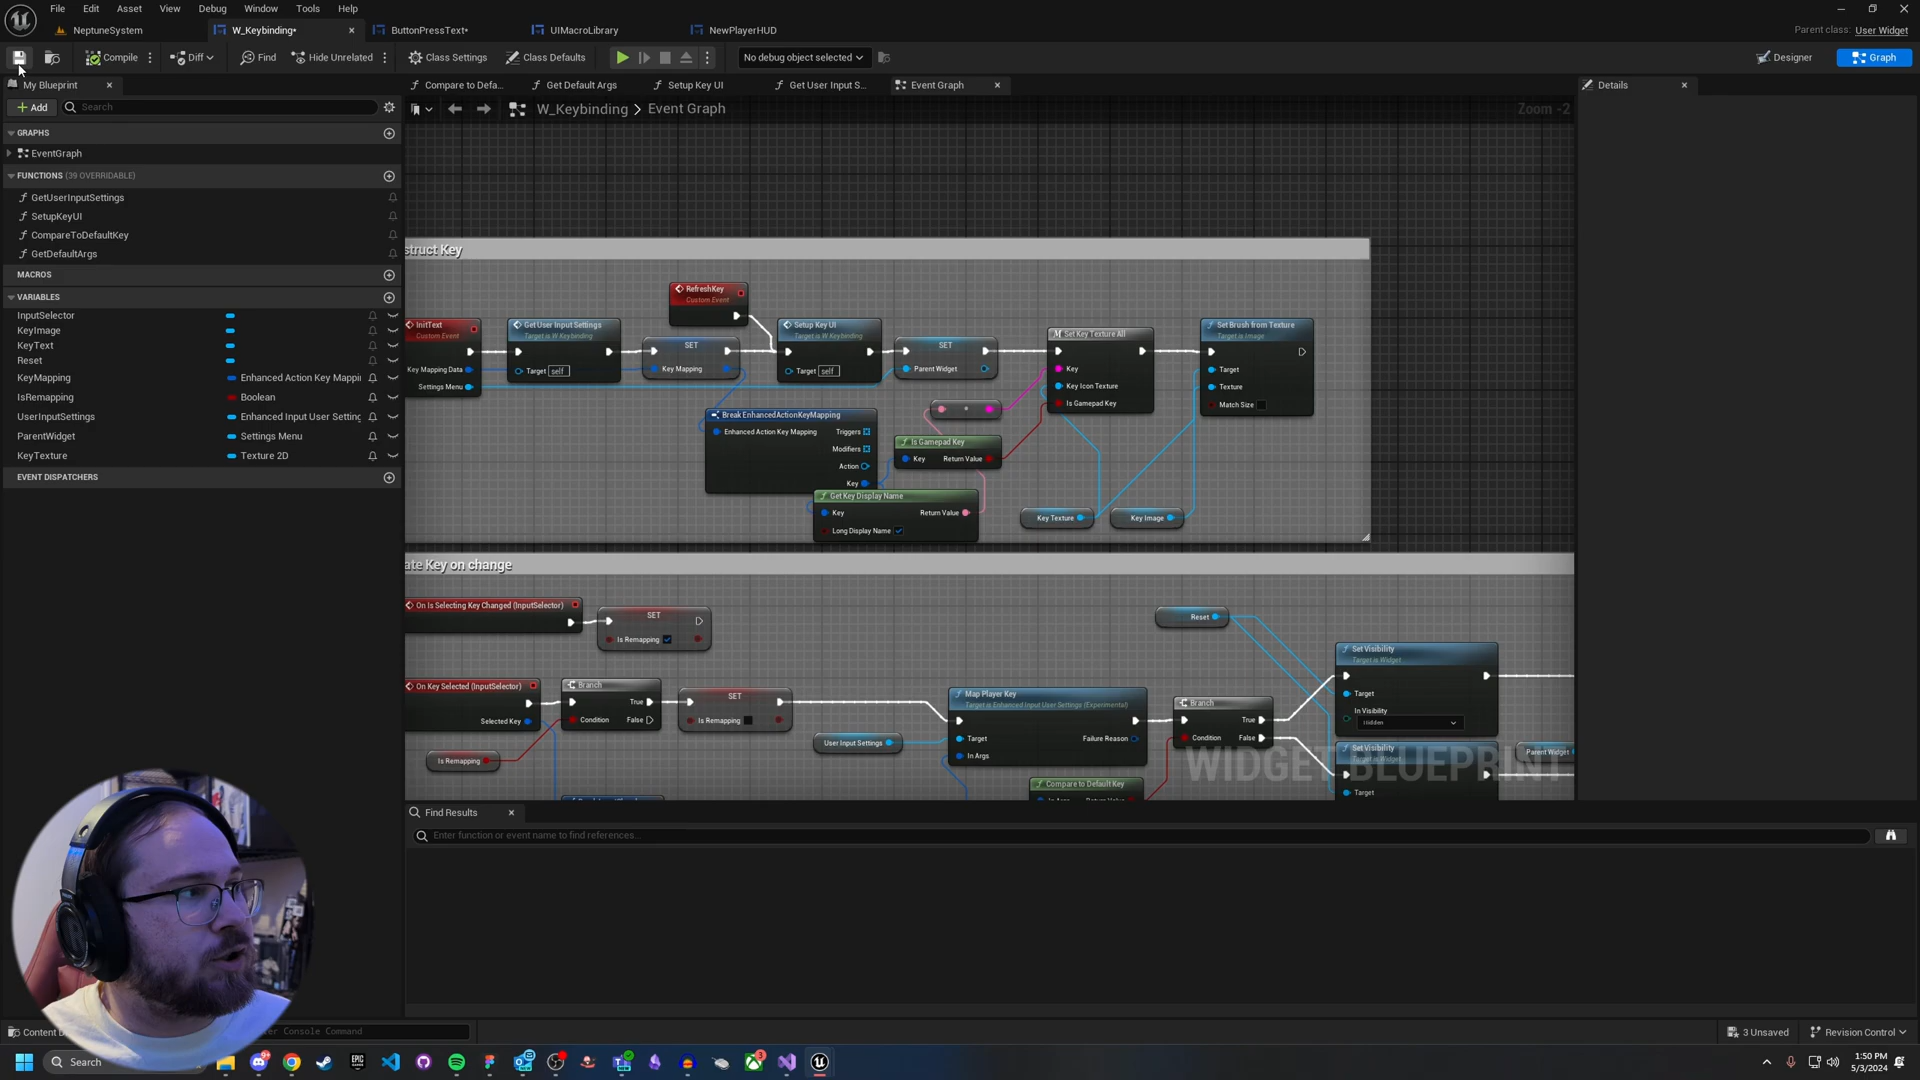 File Edit Asset View Window Debug Tools Help
NeptuneSystem
W_Keybinding*
ButtonPressText*
UIMacroLibrary
NewPlayerHUD
Parent class: User Widget
Compile
Diff
Find
Hide Unrelated
Class Settings
Class Defaults
No debug object selected
Designer
Graph
My Blueprint
Compare to Defa...
Get Default Args
Setup Key UI
Get User Input S...
Event Graph
Details
Add
Search
W_Keybinding > Event Graph
Zoom -2
GRAPHS
EventGraph
FUNCTIONS (39 OVERRIDABLE)
GetUserInputSettings
SetupKeyUI
CompareToDefaultKey
GetDefaultArgs
MACROS
VARIABLES
InputSelector
KeyImage
KeyText
Reset
KeyMapping Enhanced Action Key Mappi
IsRemapping Boolean
UserInputSettings Enhanced Input User Setting
ParentWidget Settings Menu
KeyTexture Texture 2D
EVENT DISPATCHERS
struct Key
RefreshKey
Custom Event
InitText
Custom Event
Key Mapping Data
Settings Menu
Get User Input Settings
Target is W Keybinding
Target self
SET
Key Mapping
Setup Key UI
Target is W Keybinding
Target self
SET
Parent Widget
Set Key Texture All
Key
Key Icon Texture
Is Gamepad Key
Set Brush from Texture
Target is Image
Target
Texture
Match Size
Break EnhancedActionKeyMapping
Enhanced Action Key Mapping
Triggers
Modifiers
Action
Key
Is Gamepad Key
Key Return Value
Get Key Display Name
Key Return Value
Long Display Name
Key Texture
Key Image
ate Key on change
On Is Selecting Key Changed (InputSelector)
SET
Is Remapping
Reset
Set Visibility
Target is Widget
Target
In Visibility
Hidden
On Key Selected (InputSelector)
Selected Key
Branch
True
Condition False
SET
Is Remapping
Is Remapping
User Input Settings
Map Player Key
Target is Enhanced Input User Settings (Experimental)
Target Failure Reason
In Args
Branch
True
Condition False
Compare to Default Key
Set Visibility
Target is Widget
Target
Parent Widget
WIDGET BLUEPRINT
Find Results
Enter function or event name to find references...
Content D
ter Console Command
3 Unsaved
Revision Control
Search
1:50 PM
5/3/2024